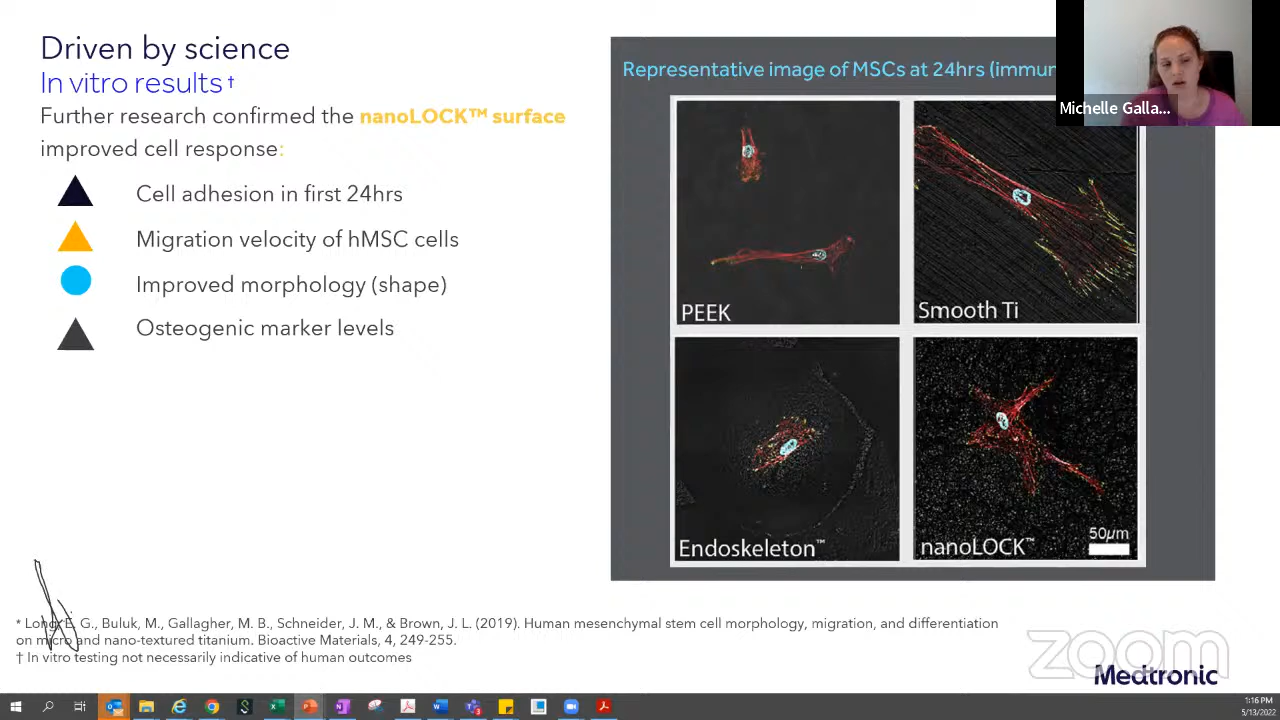 Driven by science
In vitro results †
Further research confirmed the nanoLOCK™ surface
improved cell response:
Cell adhesion in first 24hrs
Migration velocity of hMSC cells
Improved morphology (shape)
Osteogenic marker levels
Representative image of MSCs at 24hrs (immun
Michelle Galla...
PEEK
Smooth Ti
Endoskeleton™
nanoLOCK™
50µm
* Long, E. G., Buluk, M., Gallagher, M. B., Schneider, J. M., & Brown, J. L. (2019). Human mesenchymal stem cell morphology, migration, and differentiation
on micro and nano-textured titanium. Bioactive Materials, 4, 249-255.
† In vitro testing not necessarily indicative of human outcomes
zoom
Medtronic
1:16 PM
5/13/2022